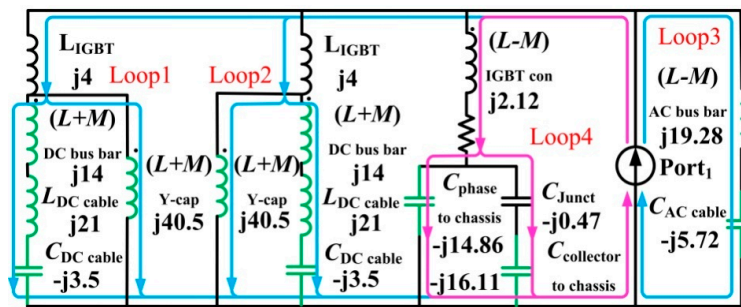 L_IGBT
j4
Loop1
(L+M)
DC bus bar
j14
L_DC cable
j21
C_DC cable
-j3.5
(L+M)
Y-cap
j40.5
Loop2
(L+M)
Y-cap
j40.5
L_IGBT
j4
(L+M)
DC bus bar
j14
L_DC cable
j21
C_DC cable
-j3.5
(L-M)
IGBT con
j2.12
Loop4
C_phase
to chassis
-j14.86
-j16.11
C_Junct
-j0.47
C_collector
to chassis
Port_1
Loop3
(L-M)
AC bus bar
j19.28
C_AC cable
-j5.72